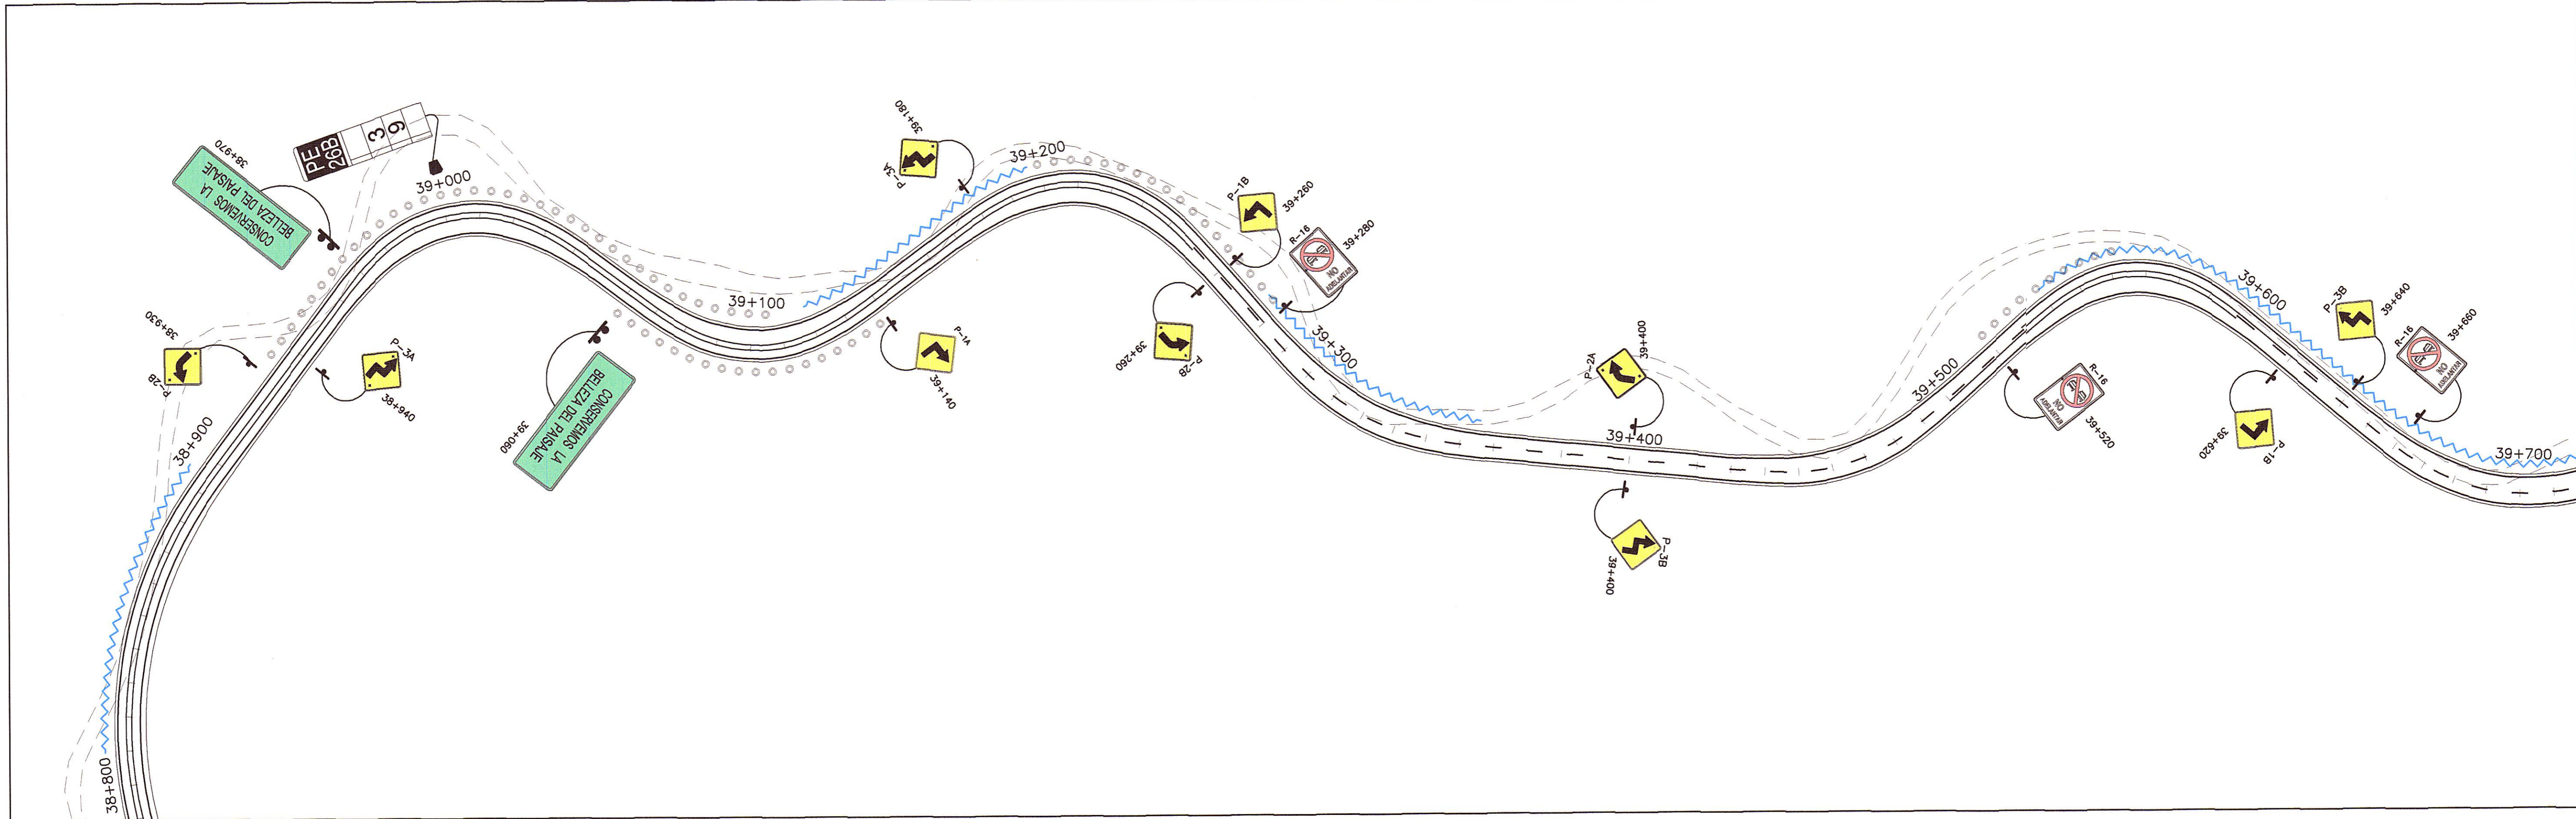 38+800
38+900
P-2B
38+930
P-3A
38+940
CONSERVEMOS LA
BELLEZA DEL PAISAJE
38+970
PE
26B
3
9
39+000
CONSERVEMOS LA
BELLEZA DEL PAISAJE
39+060
39+100
P-1A
39+140
P-3A
39+180
39+200
P-2B
39+260
P-1B
39+260
R-16
NO
ADELANTAR
39+280
39+300
P-2A
39+400
39+400
P-3B
39+400
39+500
R-16
NO
ADELANTAR
39+520
39+600
P-1B
39+620
P-3B
39+640
R-16
NO
ADELANTAR
39+660
39+700